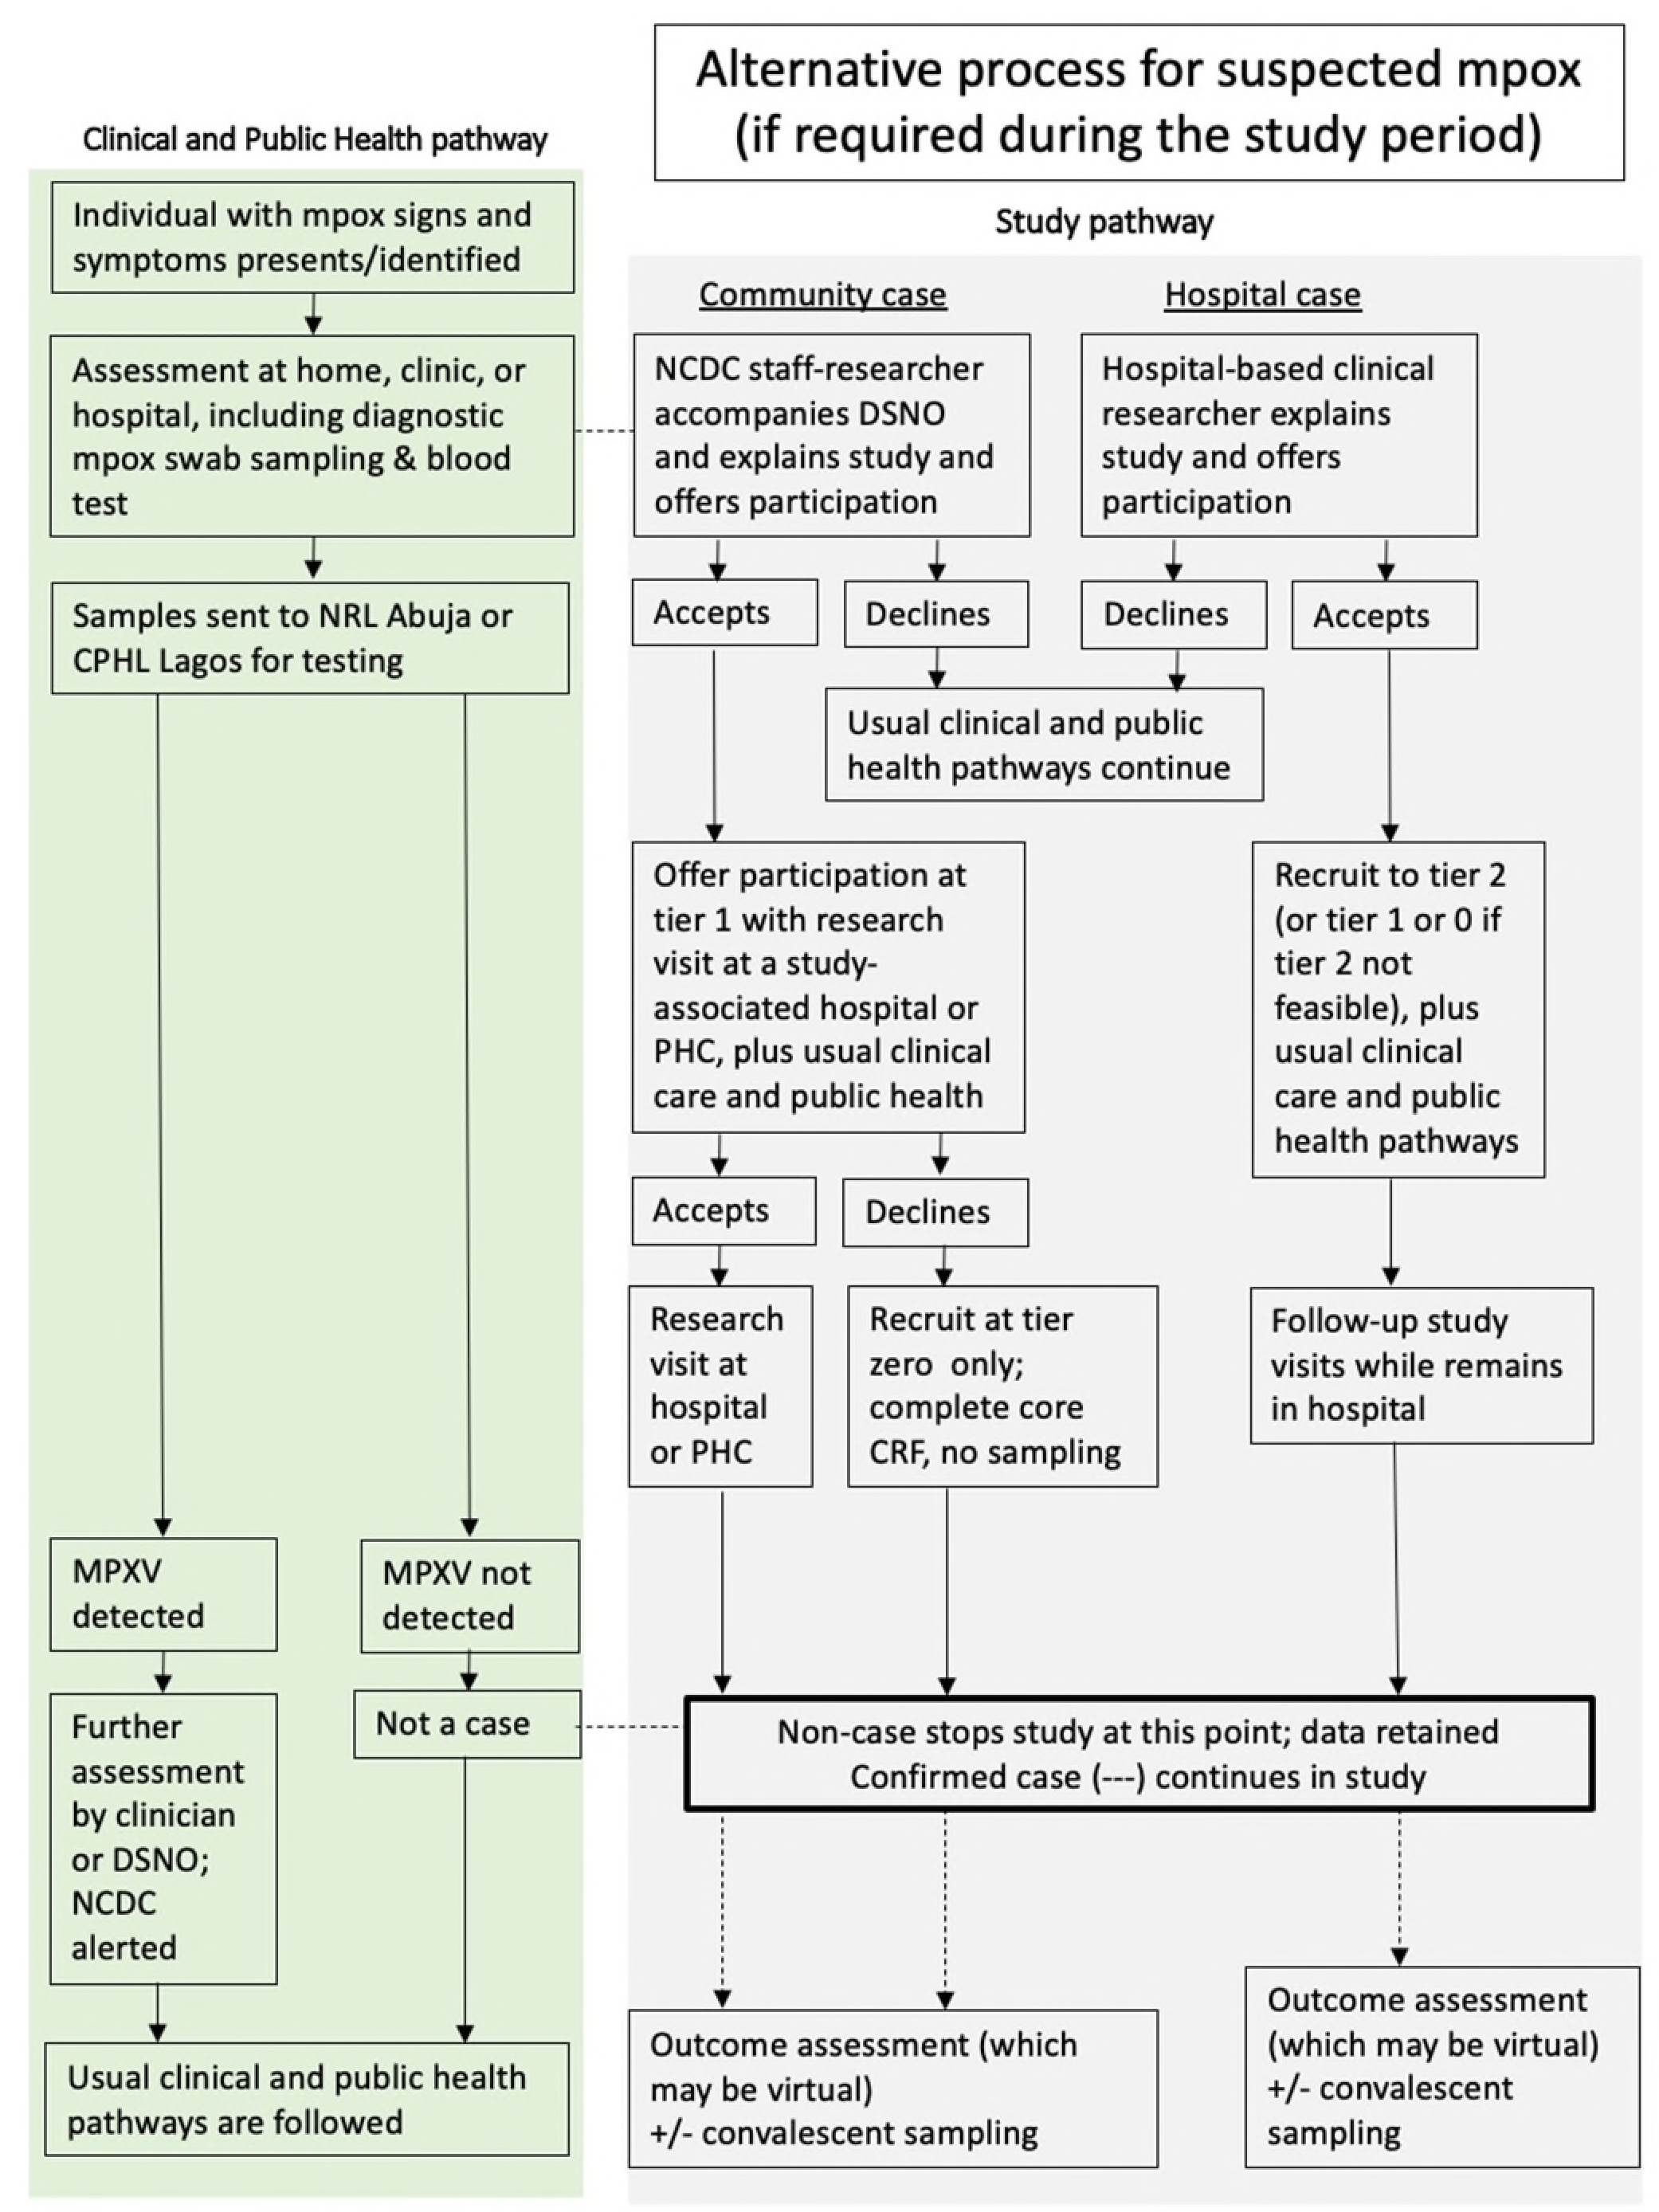 Alternative process for suspected mpox
(if required during the study period)
Clinical and Public Health pathway
Individual with mpox signs and
symptoms presents/identified
Assessment at home, clinic, or
hospital, including diagnostic
mpox swab sampling & blood
test
Samples sent to NRL Abuja or
CPHL Lagos for testing
MPXV
detected
MPXV not
detected
Further
assessment
by clinician
or DSNO;
NCDC
alerted
Not a case
Usual clinical and public health
pathways are followed
Study pathway
Community case
NCDC staff-researcher
accompanies DSNO
and explains study and
offers participation
Accepts
Declines
Hospital case
Hospital-based clinical
researcher explains
study and offers
participation
Declines
Accepts
Usual clinical and public
health pathways continue
Offer participation at
tier 1 with research
visit at a study-
associated hospital or
PHC, plus usual clinical
care and public health
Recruit to tier 2
(or tier 1 or 0 if
tier 2 not
feasible), plus
usual clinical
care and public
health pathways
Accepts
Declines
Research
visit at
hospital
or PHC
Recruit at tier
zero only;
complete core
CRF, no sampling
Follow-up study
visits while remains
in hospital
Non-case stops study at this point; data retained
Confirmed case (---) continues in study
Outcome assessment (which
may be virtual)
+/- convalescent sampling
Outcome assessment
(which may be virtual)
+/- convalescent
sampling